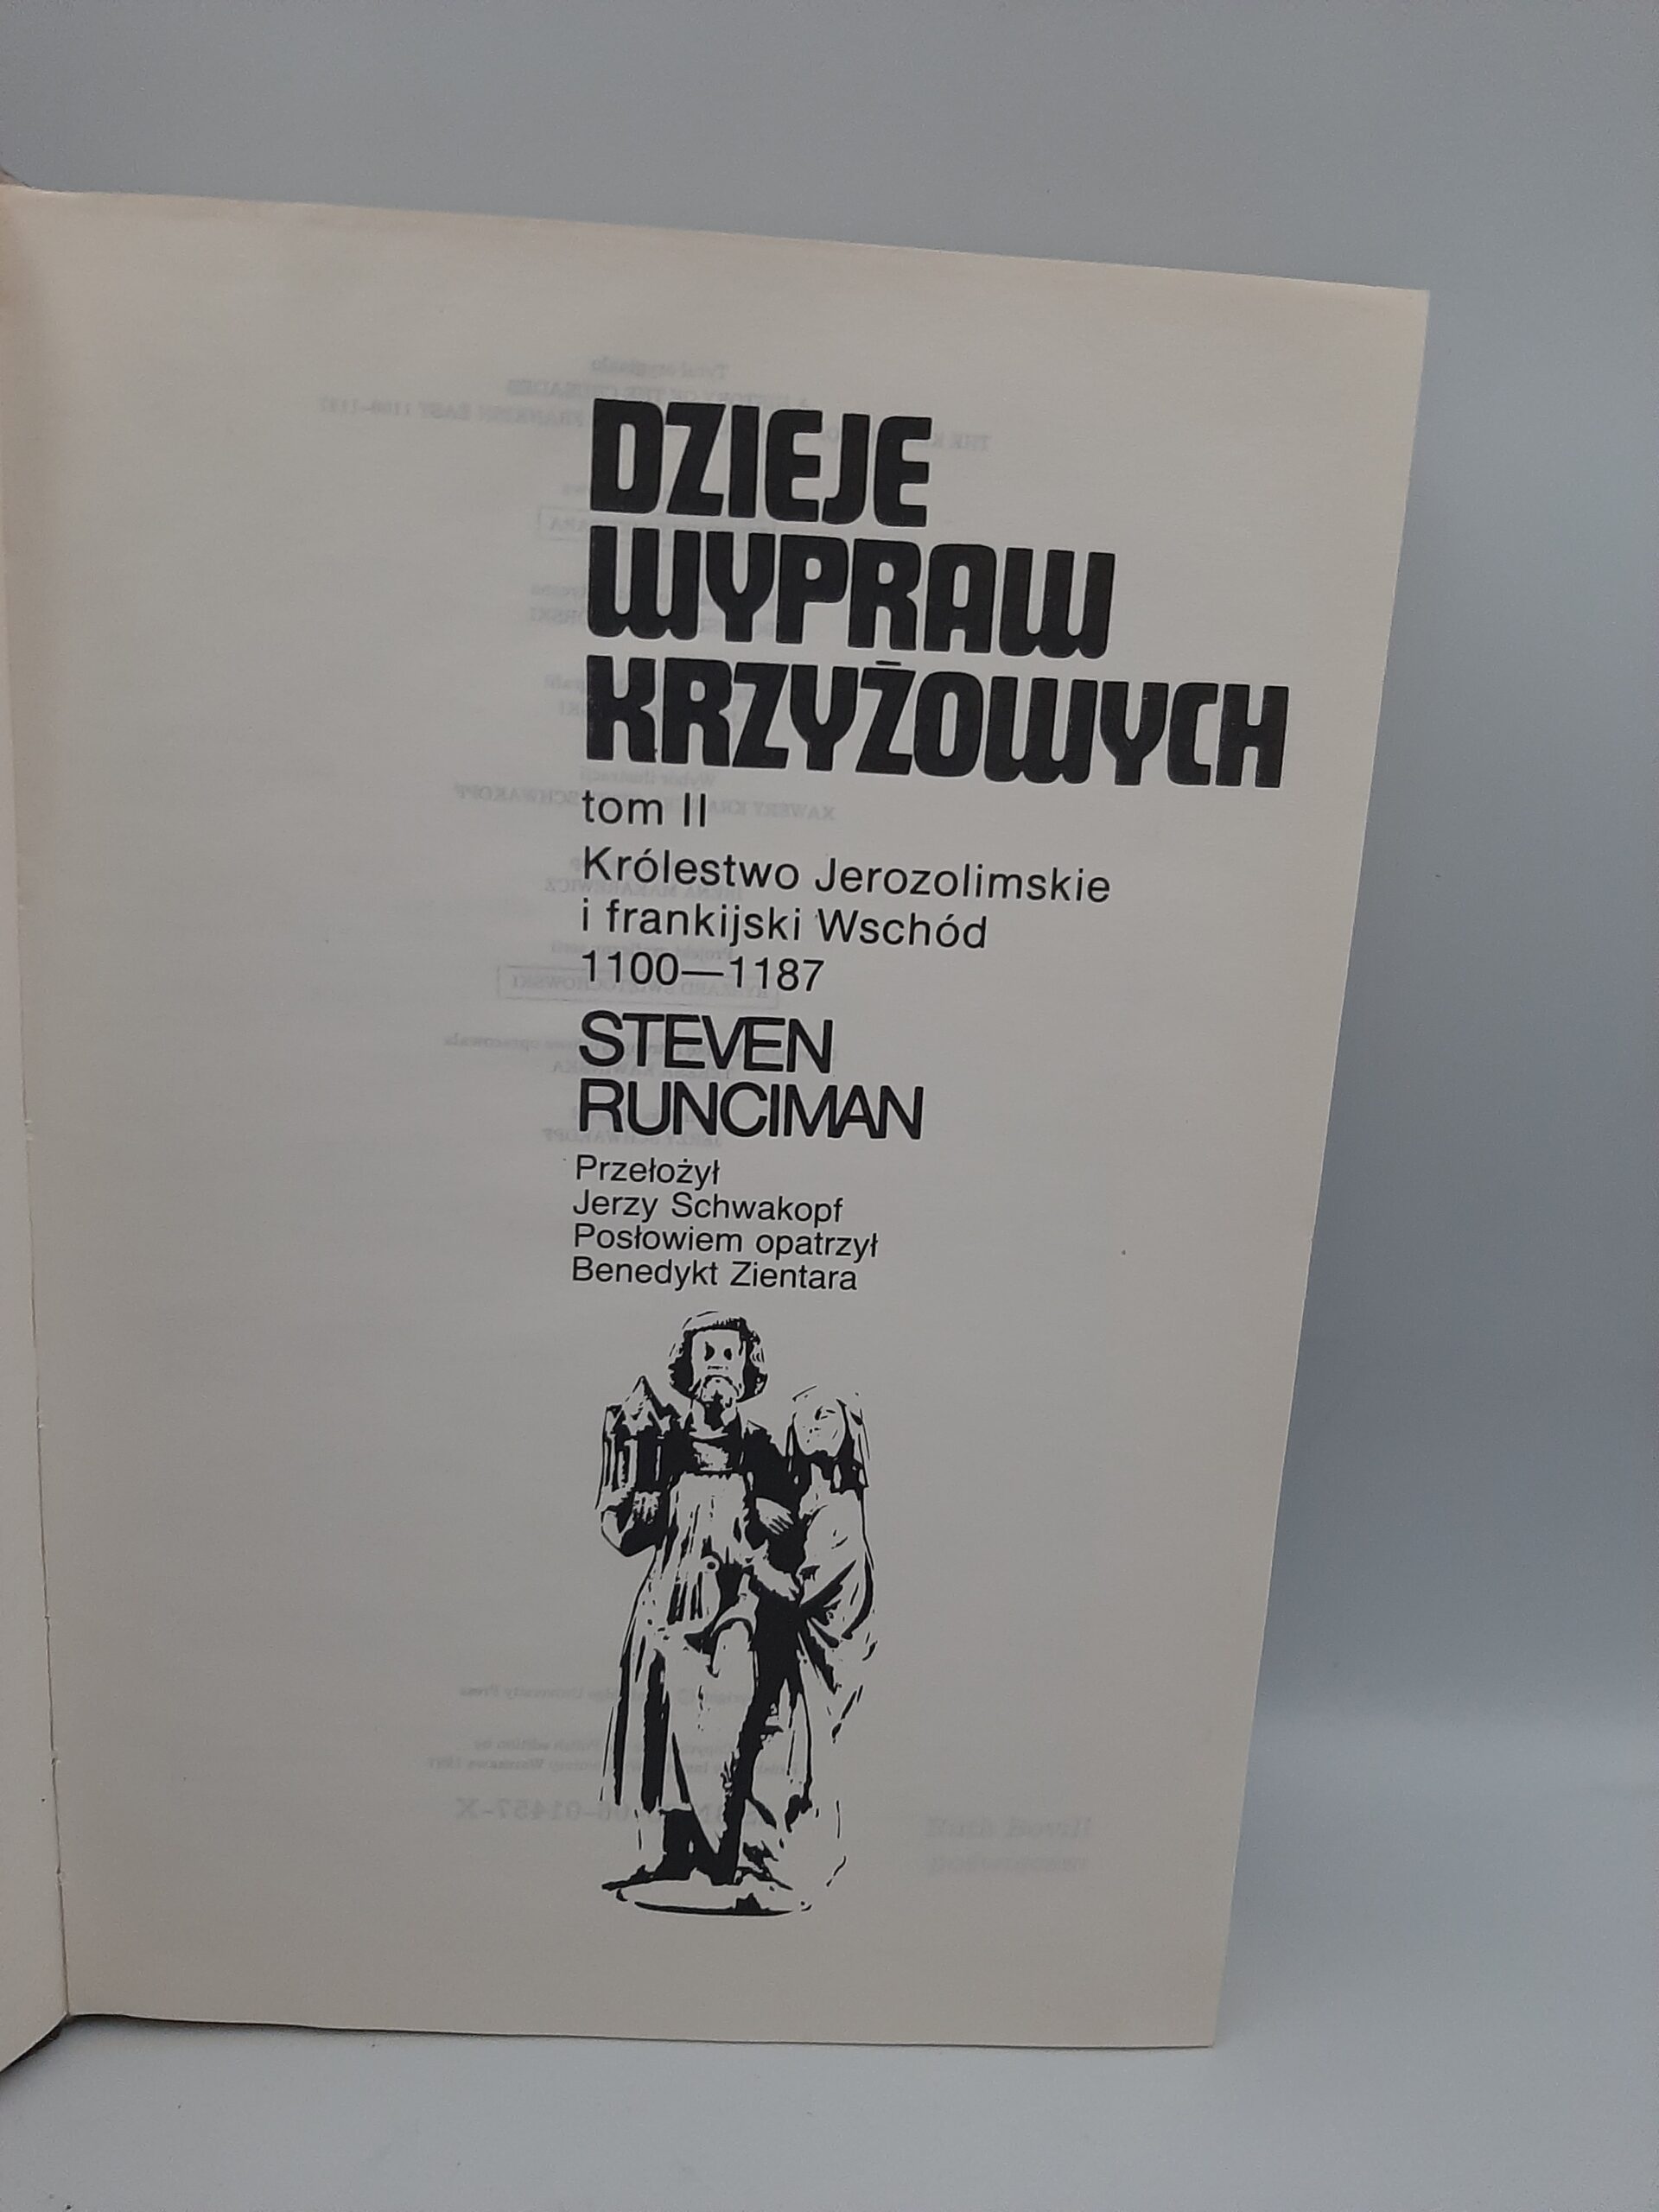 DZIEJE
WYPRAW
KRZYŻOWYCH
tom II
Królestwo Jerozolimskie
i frankijski Wschód
1100—1187
STEVEN
RUNCIMAN
Przełożył
Jerzy Schwakopf
Posłowiem opatrzył
Benedykt Zientara